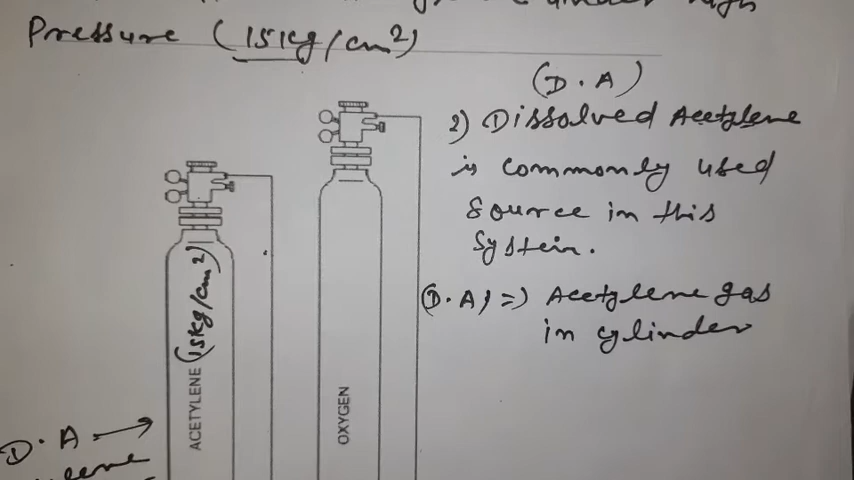 high
Pressure (15kg/cm²)
(D.A)
2) Dissolved Acetylene
is commonly used
source in this
system.
(D.A) => Acetylene gas
in cylinder
ACETYLENE (15kg/cm²)
OXYGEN
D.A →